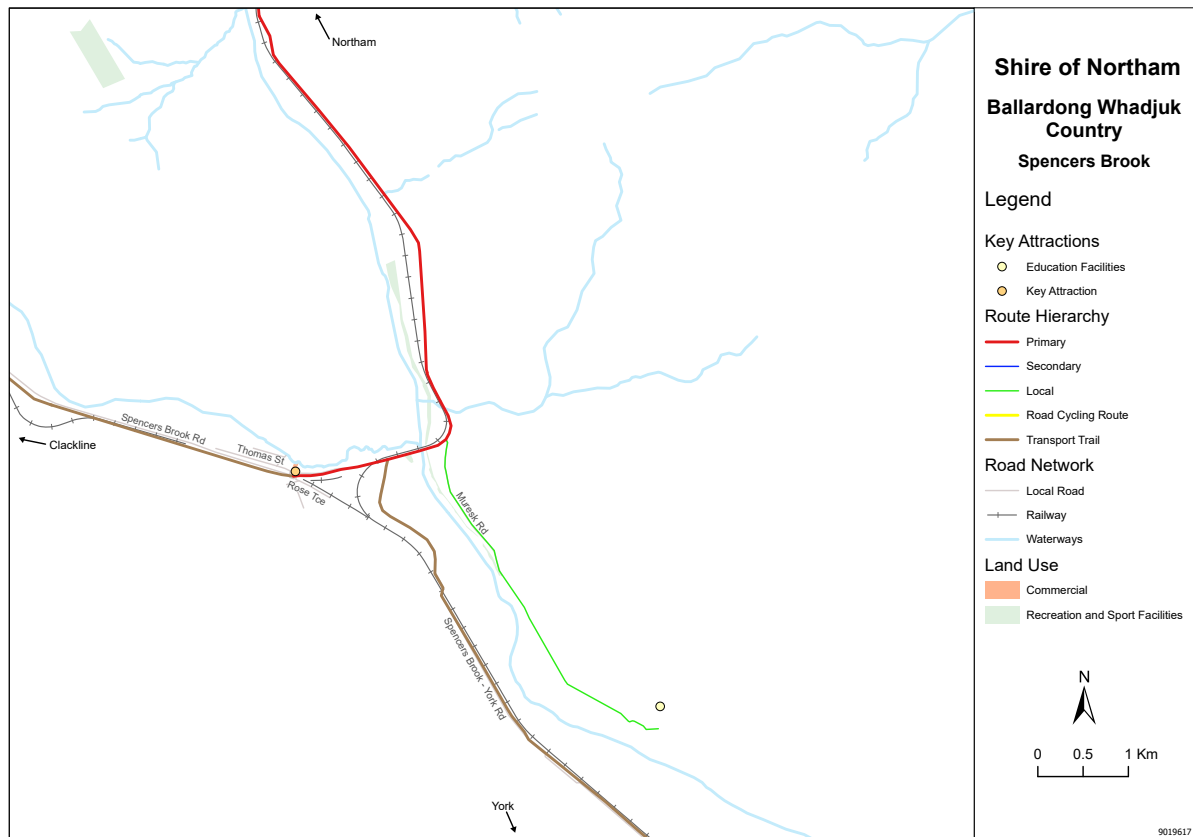 Northam
Clackline
Spencers Brook Rd
Thomas St
Rose Tce
Muresk Rd
Spencers Brook - York Rd
York
Shire of Northam
Ballardong Whadjuk
Country
Spencers Brook
Legend
Key Attractions
Education Facilities
Key Attraction
Route Hierarchy
Primary
Secondary
Local
Road Cycling Route
Transport Trail
Road Network
Local Road
Railway
Waterways
Land Use
Commercial
Recreation and Sport Facilities
N
0 0.5 1 Km
9019617